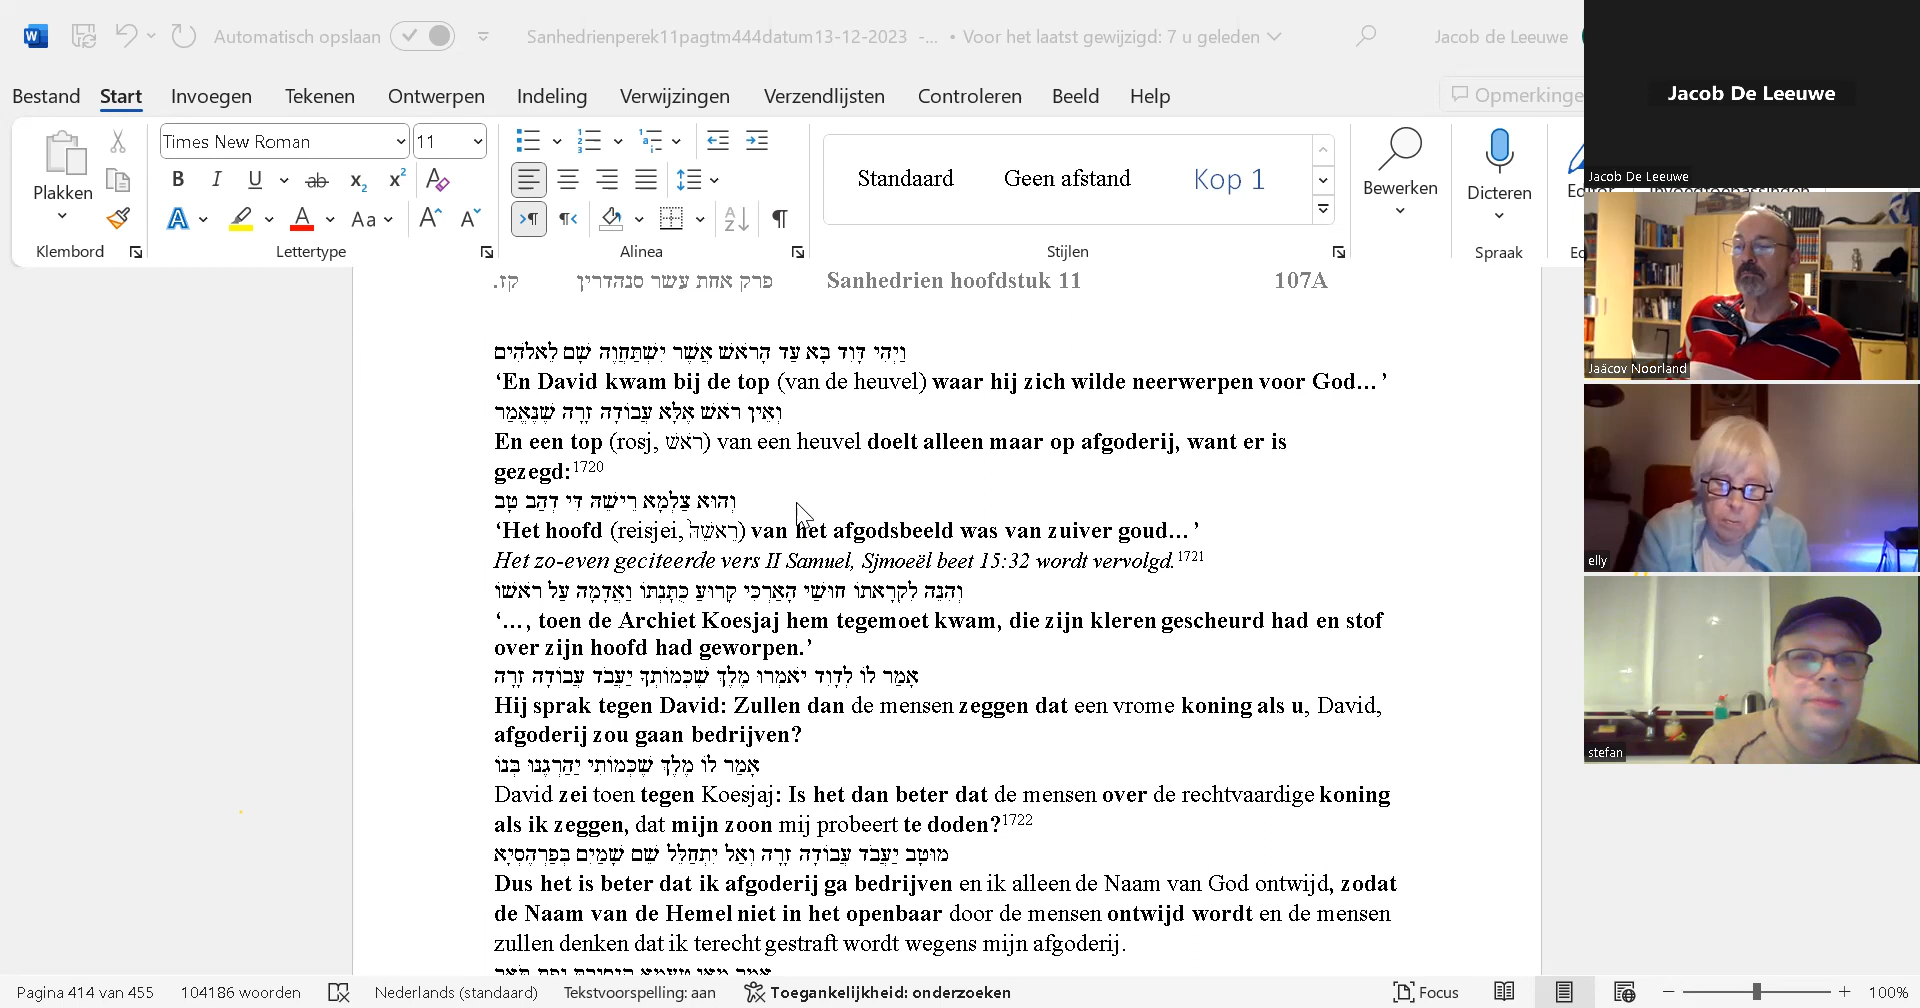 Automatisch opslaan
Sanhedrienperek11pagtm444datum13-12-2023 -... • Voor het laatst gewijzigd: 7 u geleden
Jacob de Leeuwe
Bestand Start Invoegen Tekenen Ontwerpen Indeling Verwijzingen Verzendlijsten Controleren Beeld Help
Opmerkinge
Plakken
Klembord
Times New Roman 11
Lettertype
Alinea
Standaard Geen afstand Kop 1
Stijlen
Bewerken
Dicteren
Spraak
Jacob De Leeuwe
Jacob De Leeuwe
Jaäcov Noorland
elly
stefan
קז. פרק אחת עשר סנהדרין Sanhedrien hoofdstuk 11 107A
וַיְהִי דָּוִד בָּא עַד הָרֹאשׁ אֲשֶׁר יִשְׁתַּחֲוֶה שָׁם לֵאלֹהִים
‘En David kwam bij de top (van de heuvel) waar hij zich wilde neerwerpen voor God…’
וְאֵין רֹאשׁ אֶלָּא עֲבוֹדָה זָרָה שֶׁנֶּאֱמַר
En een top (rosj, רֹאשׁ) van een heuvel doelt alleen maar op afgoderij, want er is
gezegd:1720
וְהוּא צַלְמָא רֵישֵׁהּ דִּי דְהַב טָב
‘Het hoofd (reisjei, רֵאשֵׁהּ) van het afgodsbeeld was van zuiver goud…’
Het zo-even geciteerde vers II Samuel, Sjmoeël beet 15:32 wordt vervolgd.1721
וְהִנֵּה לִקְרָאתוֹ חוּשַׁי הָאַרְכִּי קָרוּעַ כֻּתָּנְתּוֹ וַאֲדָמָה עַל רֹאשׁוֹ
‘…, toen de Archiet Koesjaj hem tegemoet kwam, die zijn kleren gescheurd had en stof
over zijn hoofd had geworpen.’
אָמַר לוֹ לְדָוִד יֹאמְרוּ מֶלֶךְ שֶׁכְּמוֹתְךָ יַעֲבֹד עֲבוֹדָה זָרָה
Hij sprak tegen David: Zullen dan de mensen zeggen dat een vrome koning als u, David,
afgoderij zou gaan bedrijven?
אָמַר לוֹ מֶלֶךְ שֶׁכְּמוֹתִי יַהַרְגֶנּוּ בְּנוֹ
David zei toen tegen Koesjaj: Is het dan beter dat de mensen over de rechtvaardige koning
als ik zeggen, dat mijn zoon mij probeert te doden?1722
מוּטָב יַעֲבֹד עֲבוֹדָה זָרָה וְאַל יִתְחַלֵּל שֵׁם שָׁמַיִם בְּפַרְהֶסְיָא
Dus het is beter dat ik afgoderij ga bedrijven en ik alleen de Naam van God ontwijd, zodat
de Naam van de Hemel niet in het openbaar door de mensen ontwijd wordt en de mensen
zullen denken dat ik terecht gestraft wordt wegens mijn afgoderij.
Pagina 414 van 455 104186 woorden Nederlands (standaard) Tekstvoorspelling: aan Toegankelijkheid: onderzoeken Focus 100%